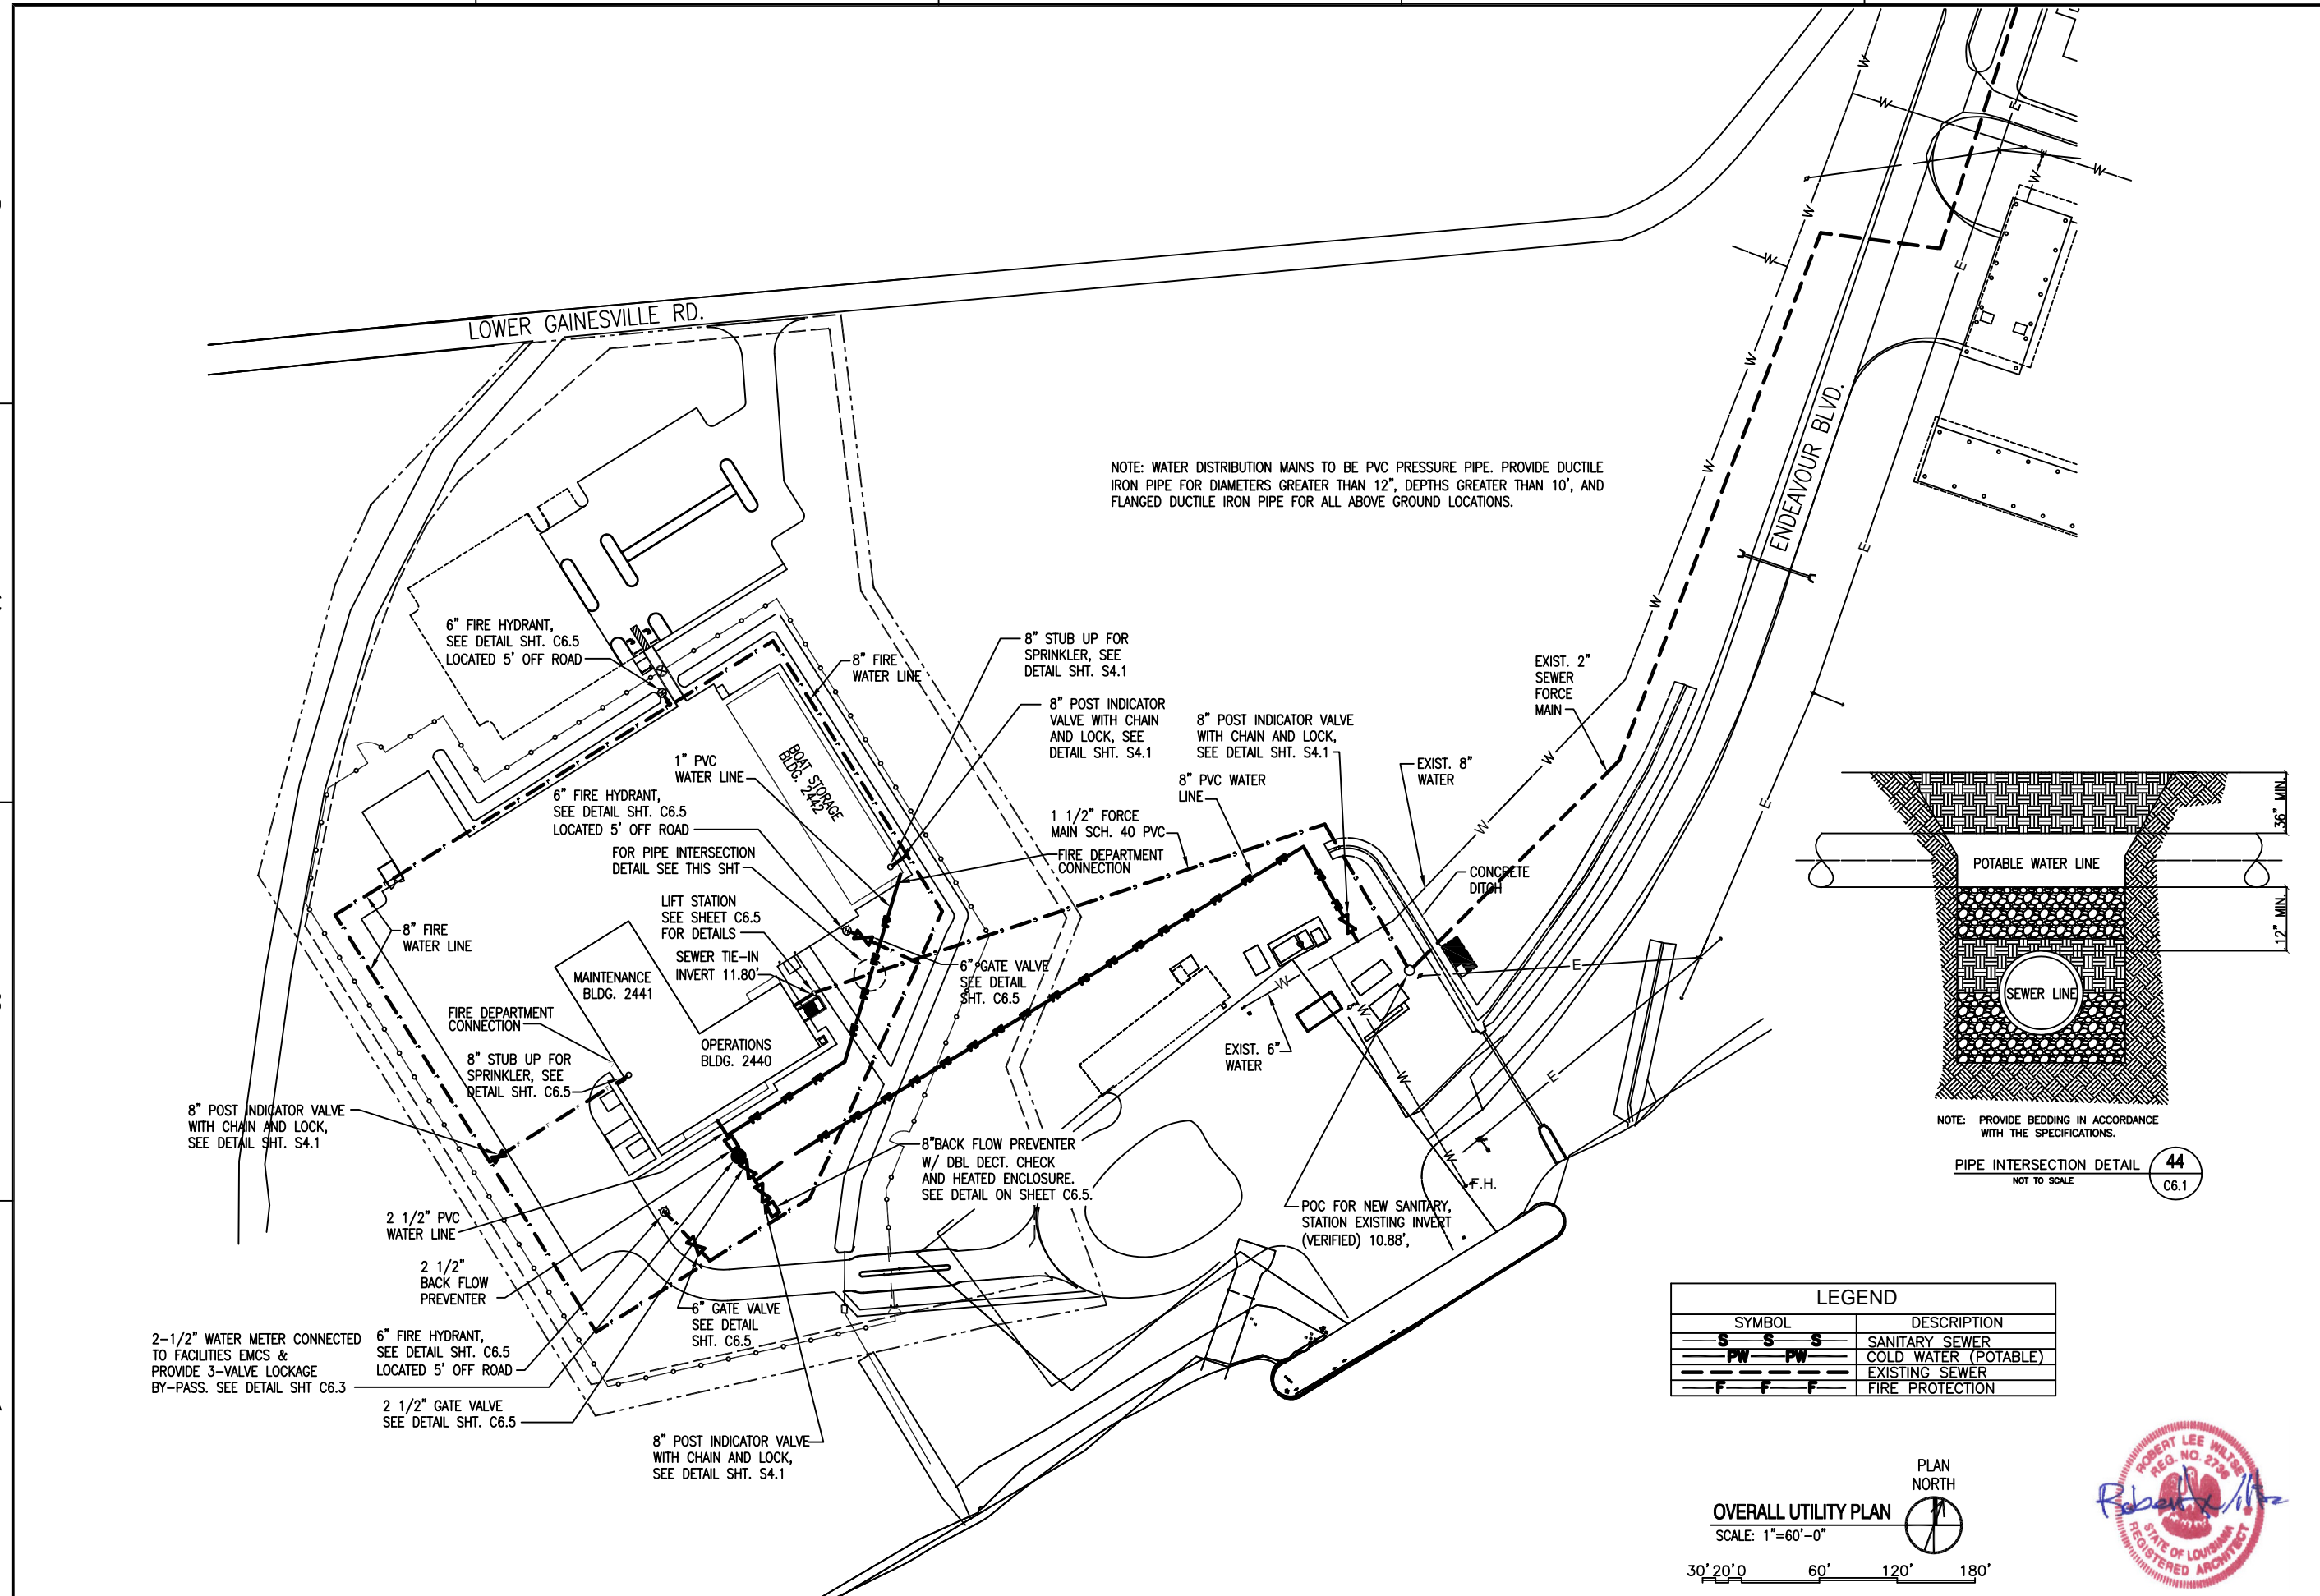 LOWER GAINESVILLE RD.
ENDEAVOUR BLVD.
NOTE: WATER DISTRIBUTION MAINS TO BE PVC PRESSURE PIPE. PROVIDE DUCTILE
IRON PIPE FOR DIAMETERS GREATER THAN 12", DEPTHS GREATER THAN 10', AND
FLANGED DUCTILE IRON PIPE FOR ALL ABOVE GROUND LOCATIONS.
6" FIRE HYDRANT,
SEE DETAIL SHT. C6.5
LOCATED 5' OFF ROAD
8" FIRE
WATER LINE
8" STUB UP FOR
SPRINKLER, SEE
DETAIL SHT. S4.1
8" POST INDICATOR
VALVE WITH CHAIN
AND LOCK, SEE
DETAIL SHT. S4.1
8" POST INDICATOR VALVE
WITH CHAIN AND LOCK,
SEE DETAIL SHT. S4.1
EXIST. 2"
SEWER
FORCE
MAIN
EXIST. 8"
WATER
8" PVC WATER
LINE
1 1/2" FORCE
MAIN SCH. 40 PVC
FIRE DEPARTMENT
CONNECTION
CONCRETE
DITCH
1" PVC
WATER LINE
BOAT STORAGE
BLDG. 2442
6" FIRE HYDRANT,
SEE DETAIL SHT. C6.5
LOCATED 5' OFF ROAD
FOR PIPE INTERSECTION
DETAIL SEE THIS SHT
LIFT STATION
SEE SHEET C6.5
FOR DETAILS
SEWER TIE-IN
INVERT 11.80'
8" FIRE
WATER LINE
MAINTENANCE
BLDG. 2441
OPERATIONS
BLDG. 2440
6" GATE VALVE
SEE DETAIL
SHT. C6.5
FIRE DEPARTMENT
CONNECTION
8" STUB UP FOR
SPRINKLER, SEE
DETAIL SHT. C6.5
8" POST INDICATOR VALVE
WITH CHAIN AND LOCK,
SEE DETAIL SHT. S4.1
EXIST. 6"
WATER
8"BACK FLOW PREVENTER
W/ DBL DECT. CHECK
AND HEATED ENCLOSURE.
SEE DETAIL ON SHEET C6.5.
F.H.
POC FOR NEW SANITARY,
STATION EXISTING INVERT
(VERIFIED) 10.88',
2 1/2" PVC
WATER LINE
2 1/2"
BACK FLOW
PREVENTER
6" GATE VALVE
SEE DETAIL
SHT. C6.5
2-1/2" WATER METER CONNECTED
TO FACILITIES EMCS &
PROVIDE 3-VALVE LOCKAGE
BY-PASS. SEE DETAIL SHT C6.3
6" FIRE HYDRANT,
SEE DETAIL SHT. C6.5
LOCATED 5' OFF ROAD
2 1/2" GATE VALVE
SEE DETAIL SHT. C6.5
8" POST INDICATOR VALVE
WITH CHAIN AND LOCK,
SEE DETAIL SHT. S4.1
36" MIN.
POTABLE WATER LINE
12" MIN.
SEWER LINE
NOTE: PROVIDE BEDDING IN ACCORDANCE
WITH THE SPECIFICATIONS.
PIPE INTERSECTION DETAIL
NOT TO SCALE
44
C6.1
LEGEND
SYMBOL DESCRIPTION
S S S SANITARY SEWER
PW PW COLD WATER (POTABLE)
EXISTING SEWER
F F F FIRE PROTECTION
PLAN
NORTH
OVERALL UTILITY PLAN
SCALE: 1"=60'-0"
30' 20' 0 60' 120' 180'
ROBERT LEE WILTSE
REG. NO. 2736
STATE OF LOUISIANA
REGISTERED ARCHITECT